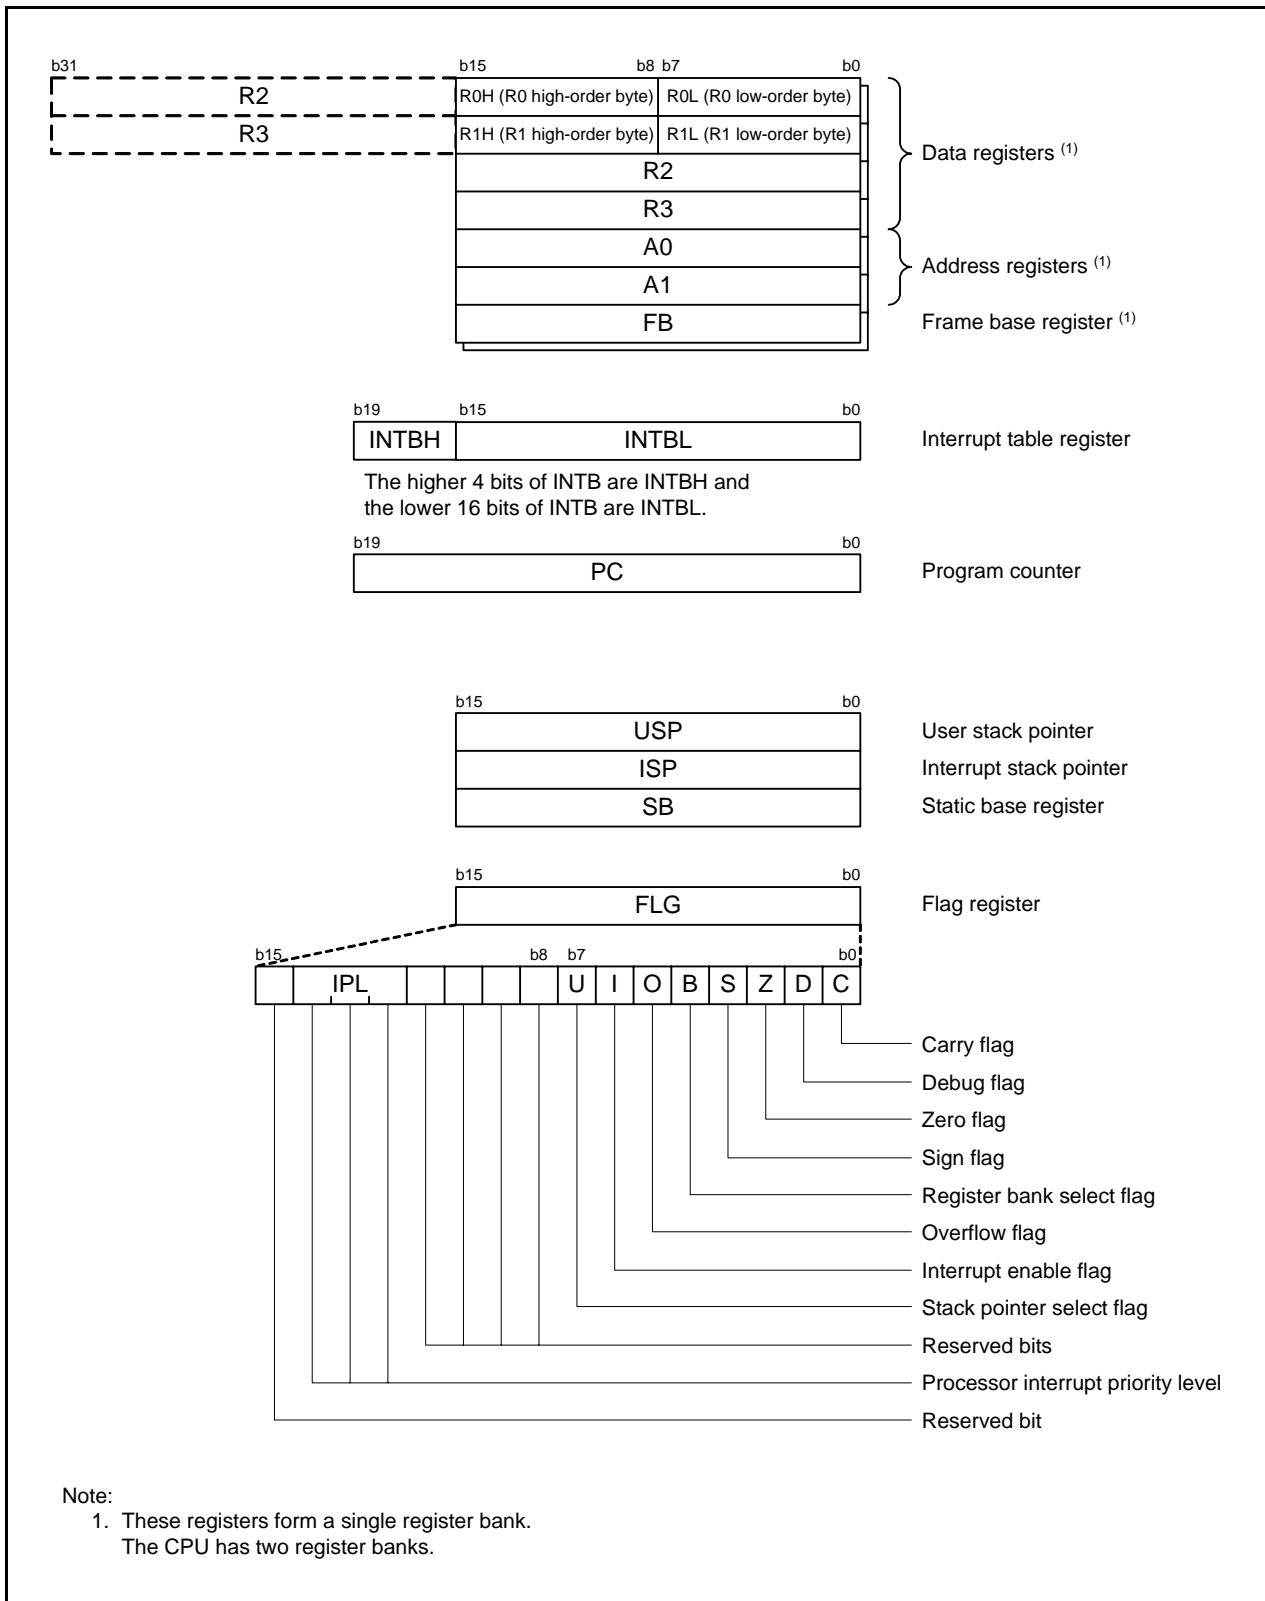 b31 b15 b8 b7 b0
R2 R0H (R0 high-order byte) R0L (R0 low-order byte)
R3 R1H (R1 high-order byte) R1L (R1 low-order byte)
Data registers (1)
R2
R3
A0
Address registers (1)
A1
FB Frame base register (1)
b19 b15 b0
INTBH INTBL Interrupt table register
The higher 4 bits of INTB are INTBH and
the lower 16 bits of INTB are INTBL.
b19 b0
PC Program counter
b15 b0
USP User stack pointer
ISP Interrupt stack pointer
SB Static base register
b15 b0
FLG Flag register
b15 b8 b7 b0
IPL U I O B S Z D C
Carry flag
Debug flag
Zero flag
Sign flag
Register bank select flag
Overflow flag
Interrupt enable flag
Stack pointer select flag
Reserved bits
Processor interrupt priority level
Reserved bit
Note:
1. These registers form a single register bank.
The CPU has two register banks.